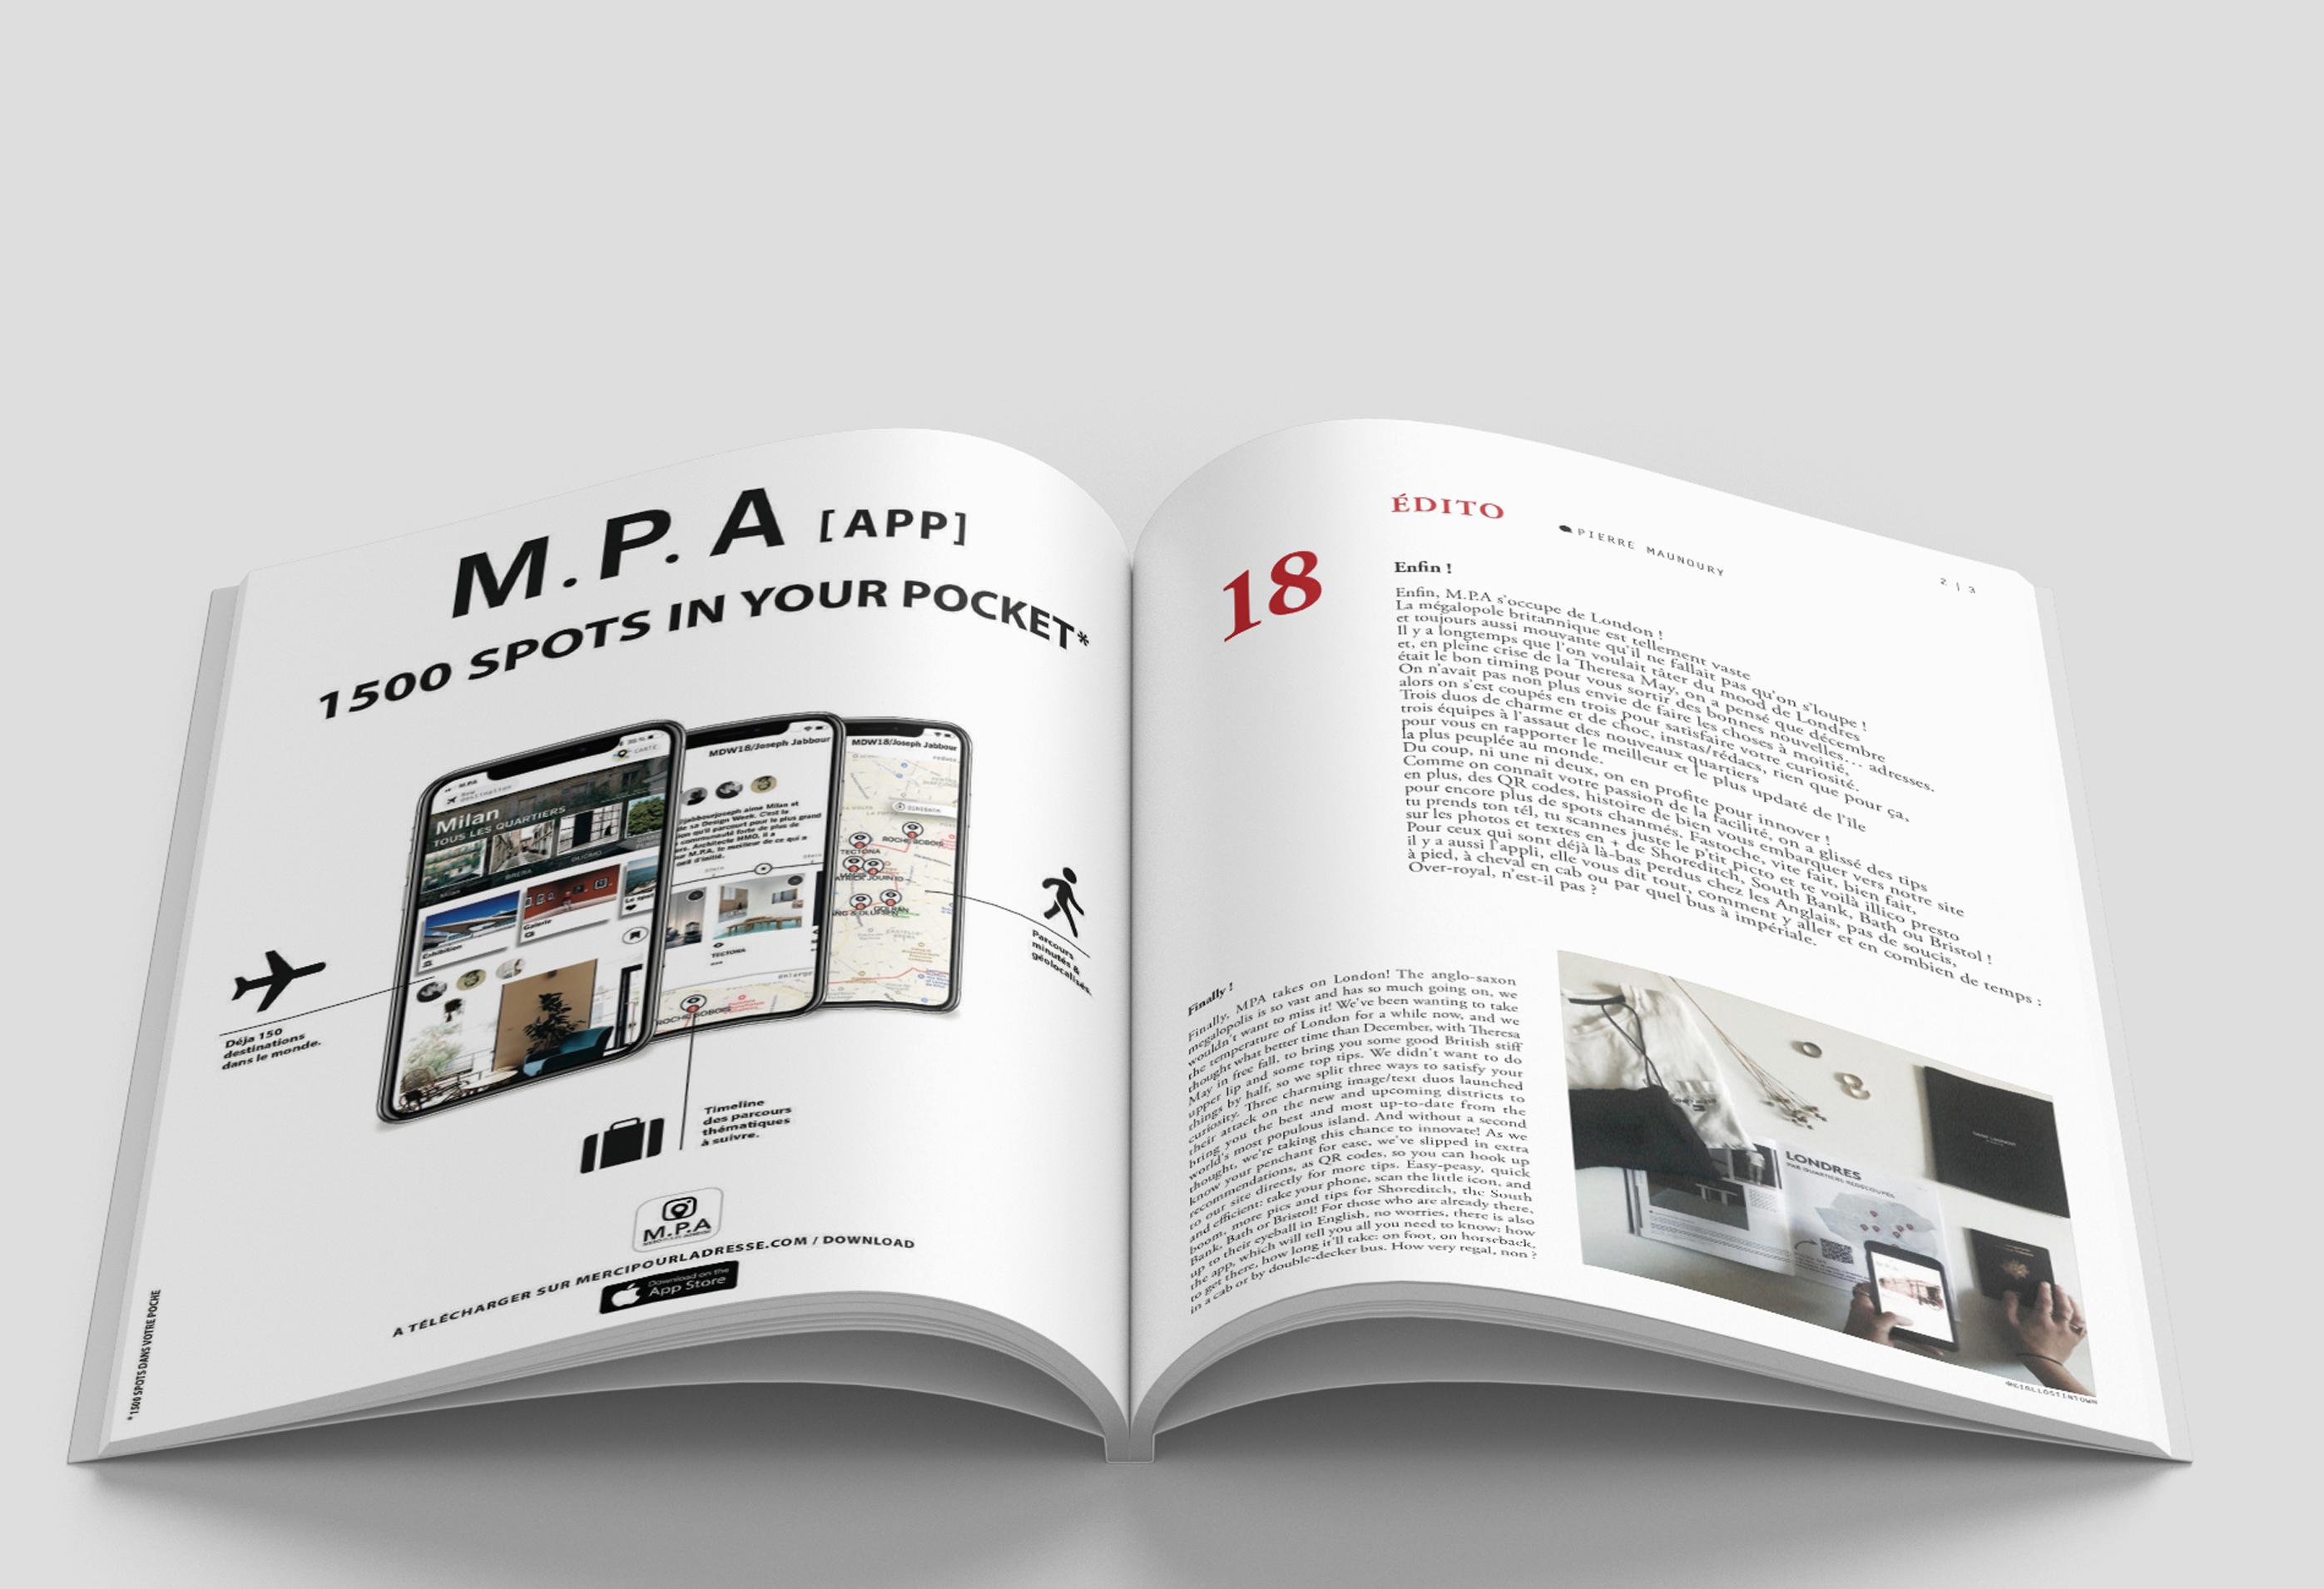 M.P.A [APP]
1500 SPOTS IN YOUR POCKET*
CARTE
Milan
TOUS LES QUARTIERS
BRERA
Milan
Exhibition
Galerie
MDW18/Joseph Jabbour
jabbourjoseph aime Milan et
TECTONA
enlarge
ROCHE BOBOIS
MDW18/Joseph Jabbour
ROCHE BOBOIS
TECTONA
Déja 150
destinations
dans le monde.
Parcours
minutés &
géolocalisés.
Timeline
des parcours
thématiques
à suivre.
M.P.A
A TÉLÉCHARGER SUR MERCIPOURLADRESSE.COM / DOWNLOAD
Download on the
App Store
* 1500 SPOTS DANS VOTRE POCHE
ÉDITO
PIERRE MAUNOURY
2 | 3
18
Enfin !
Enfin, M.P.A s'occupe de London !
La mégalopole britannique est tellement vaste
et toujours aussi mouvante qu'il ne fallait pas qu'on s'loupe !
Il y a longtemps que l'on voulait tâter du mood de Londres
et, en pleine crise de la Theresa May, on a pensé que décembre
était le bon timing pour vous sortir des bonnes nouvelles... adresses.
On n'avait pas non plus envie de faire les choses à moitié,
alors on s'est coupés en trois pour satisfaire votre curiosité.
Trois duos de charme et de choc, instas/rédacs, rien que pour ça,
trois équipes à l'assaut des nouveaux quartiers
pour vous en rapporter le meilleur et le plus updaté de l'île
la plus peuplée au monde.
Du coup, ni une ni deux, on en profite pour innover !
Comme on connaît votre passion de la facilité, on a glissé des tips
en plus, des QR codes, histoire de bien vous embarquer vers notre site
pour encore plus de spots chanmés. Fastoche, vite fait, bien fait,
tu prends ton tél, tu scannes juste le p'tit picto et te voilà illico presto
sur les photos et textes en + de Shoreditch, South Bank, Bath ou Bristol !
Pour ceux qui sont déjà là-bas perdus chez les Anglais, pas de soucis,
il y a aussi l'appli, elle vous dit tout, comment y aller et en combien de temps :
à pied, à cheval en cab ou par quel bus à impériale.
Over-royal, n'est-il pas ?
Finally !
Finally, MPA takes on London! The anglo-saxon
megalopolis is so vast and has so much going on, we
wouldn't want to miss it! We've been wanting to take
the temperature of London for a while now, and we
thought what better time than December, with Theresa
May in free fall, to bring you some good British stiff
upper lip and some top tips. We didn't want to do
things by half, so we split three ways to satisfy your
curiosity. Three charming image/text duos launched
their attack on the new and upcoming districts to
bring you the best and most up-to-date from the
world's most populous island. And without a second
thought, we're taking this chance to innovate! As we
know your penchant for ease, we've slipped in extra
recommendations, as QR codes, so you can hook up
to our site directly for more tips. Easy-peasy, quick
and efficient: take your phone, scan the little icon, and
boom, more pics and tips for Shoreditch, the South
Bank, Bath or Bristol! For those who are already there,
up to their eyeball in English, no worries, there is also
the app, which will tell you all you need to know: how
to get there, how long it'll take: on foot, on horseback,
in a cab or by double-decker bus. How very regal, non ?
LONDRES
PAR QUARTIERS REDÉCOUPÉS